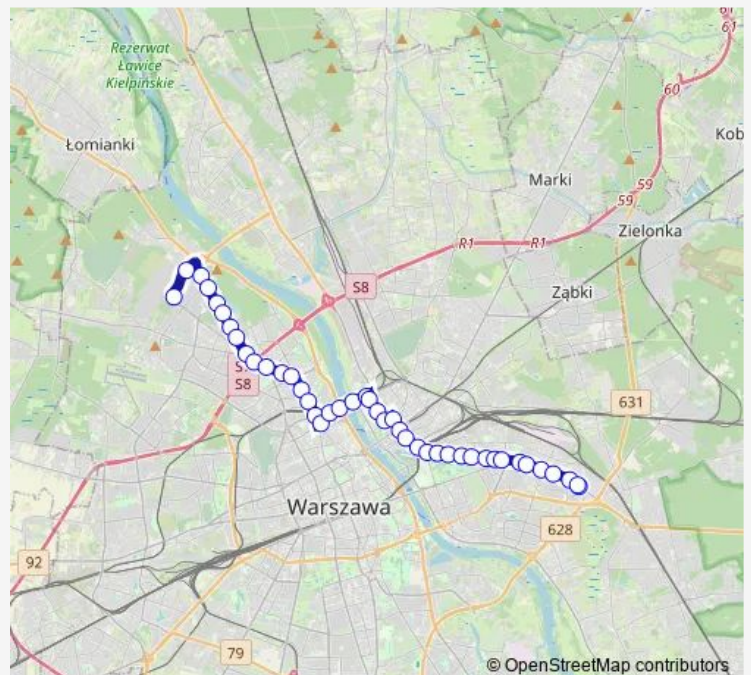 61
61
Rezerwat
Ławice
Kiełpińskie
60
Łomianki
Kob
Marki
59
59
Zielonka
R1
R1
S8
Ząbki
S8
631
Warszawa
628
92
79
© OpenStreetMap contributors